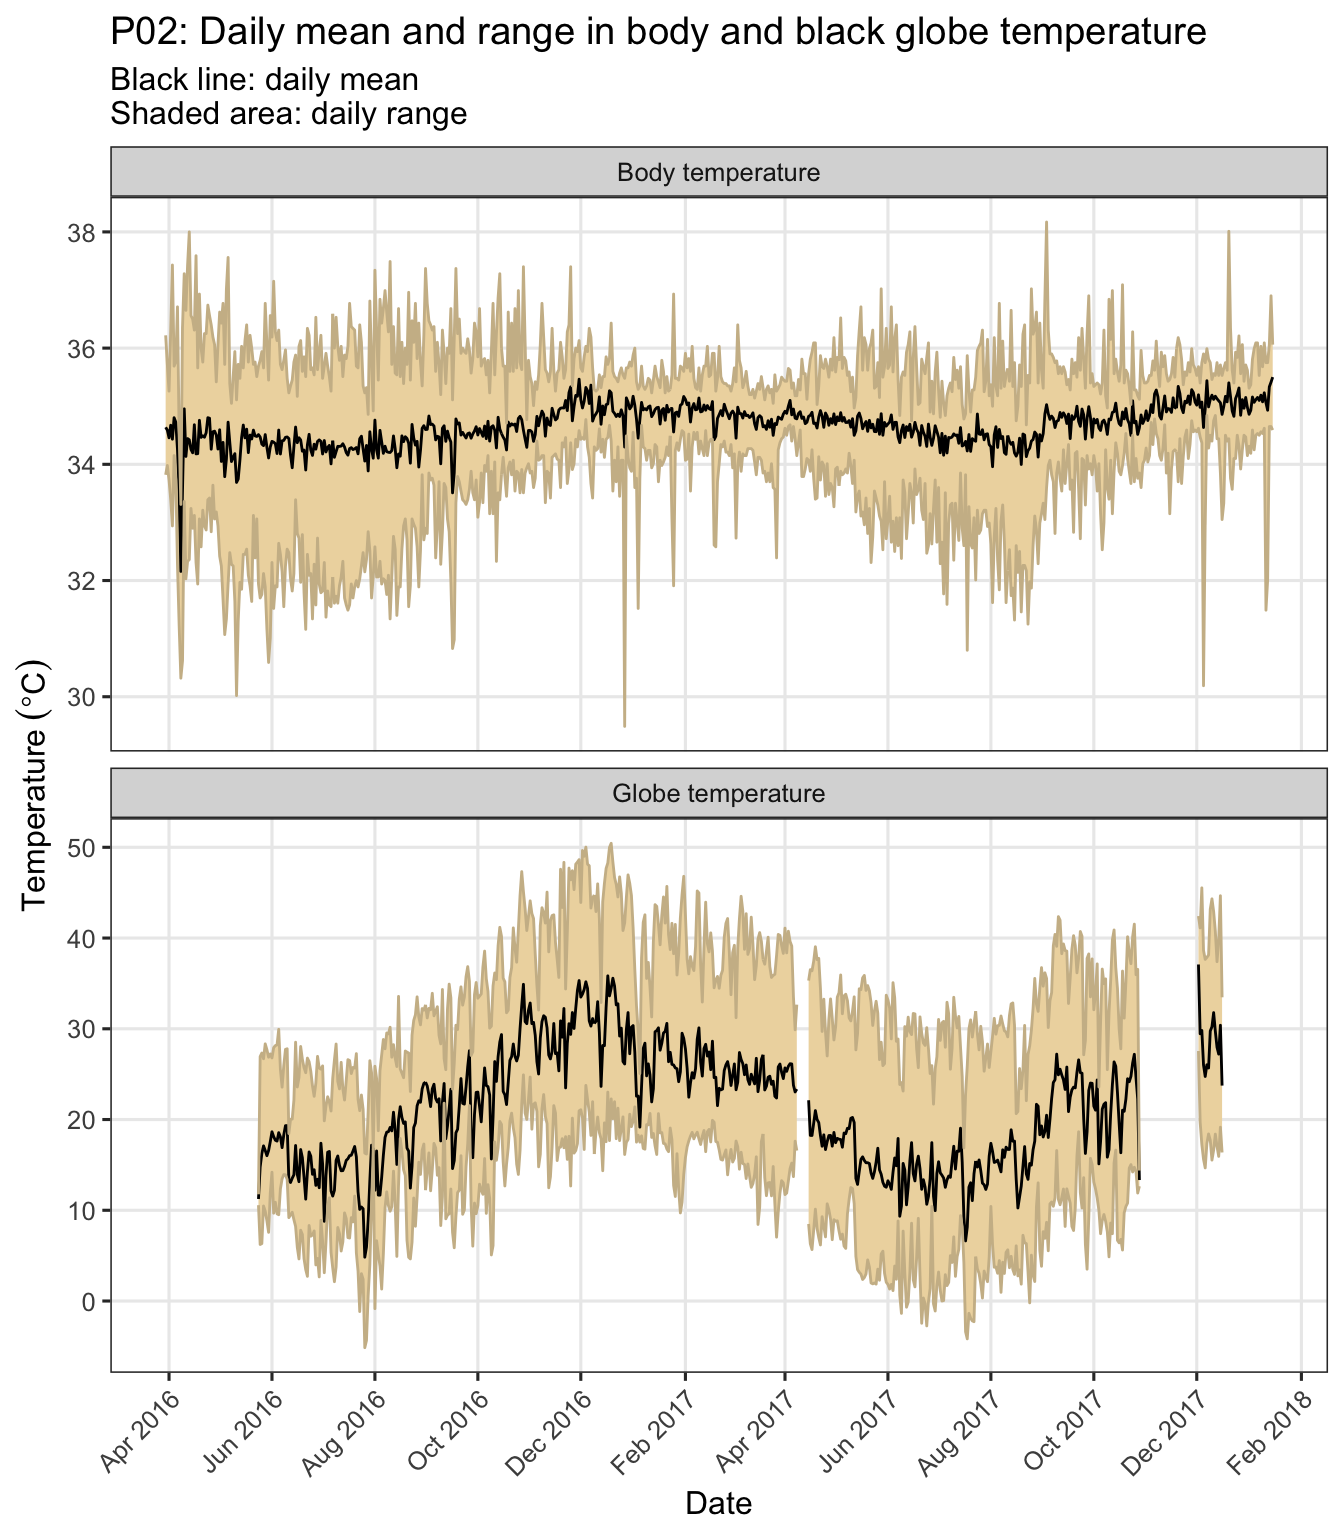 P02: Daily mean and range in body and black globe temperature
Black line: daily mean
Shaded area: daily range
Body temperature
38
36
34
32
30
Temperature (°C)
Globe temperature
50
40
30
20
10
0
Apr 2016
Jun 2016
Aug 2016
Oct 2016
Dec 2016
Feb 2017
Apr 2017
Jun 2017
Aug 2017
Oct 2017
Dec 2017
Feb 2018
Date